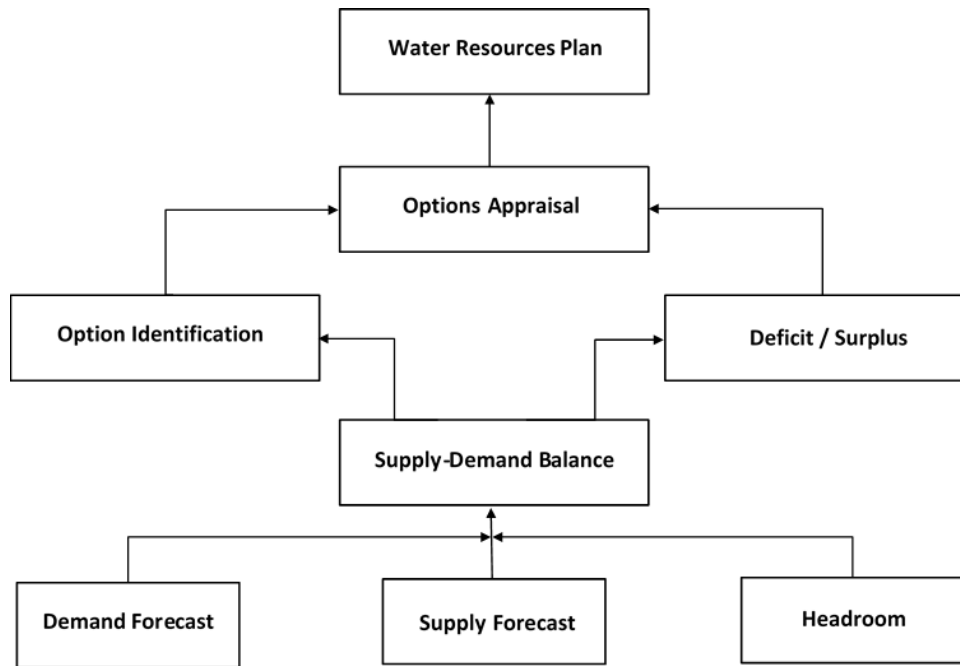 Water Resources Plan
Options Appraisal
Option Identification
Deficit / Surplus
Supply-Demand Balance
Demand Forecast
Supply Forecast
Headroom